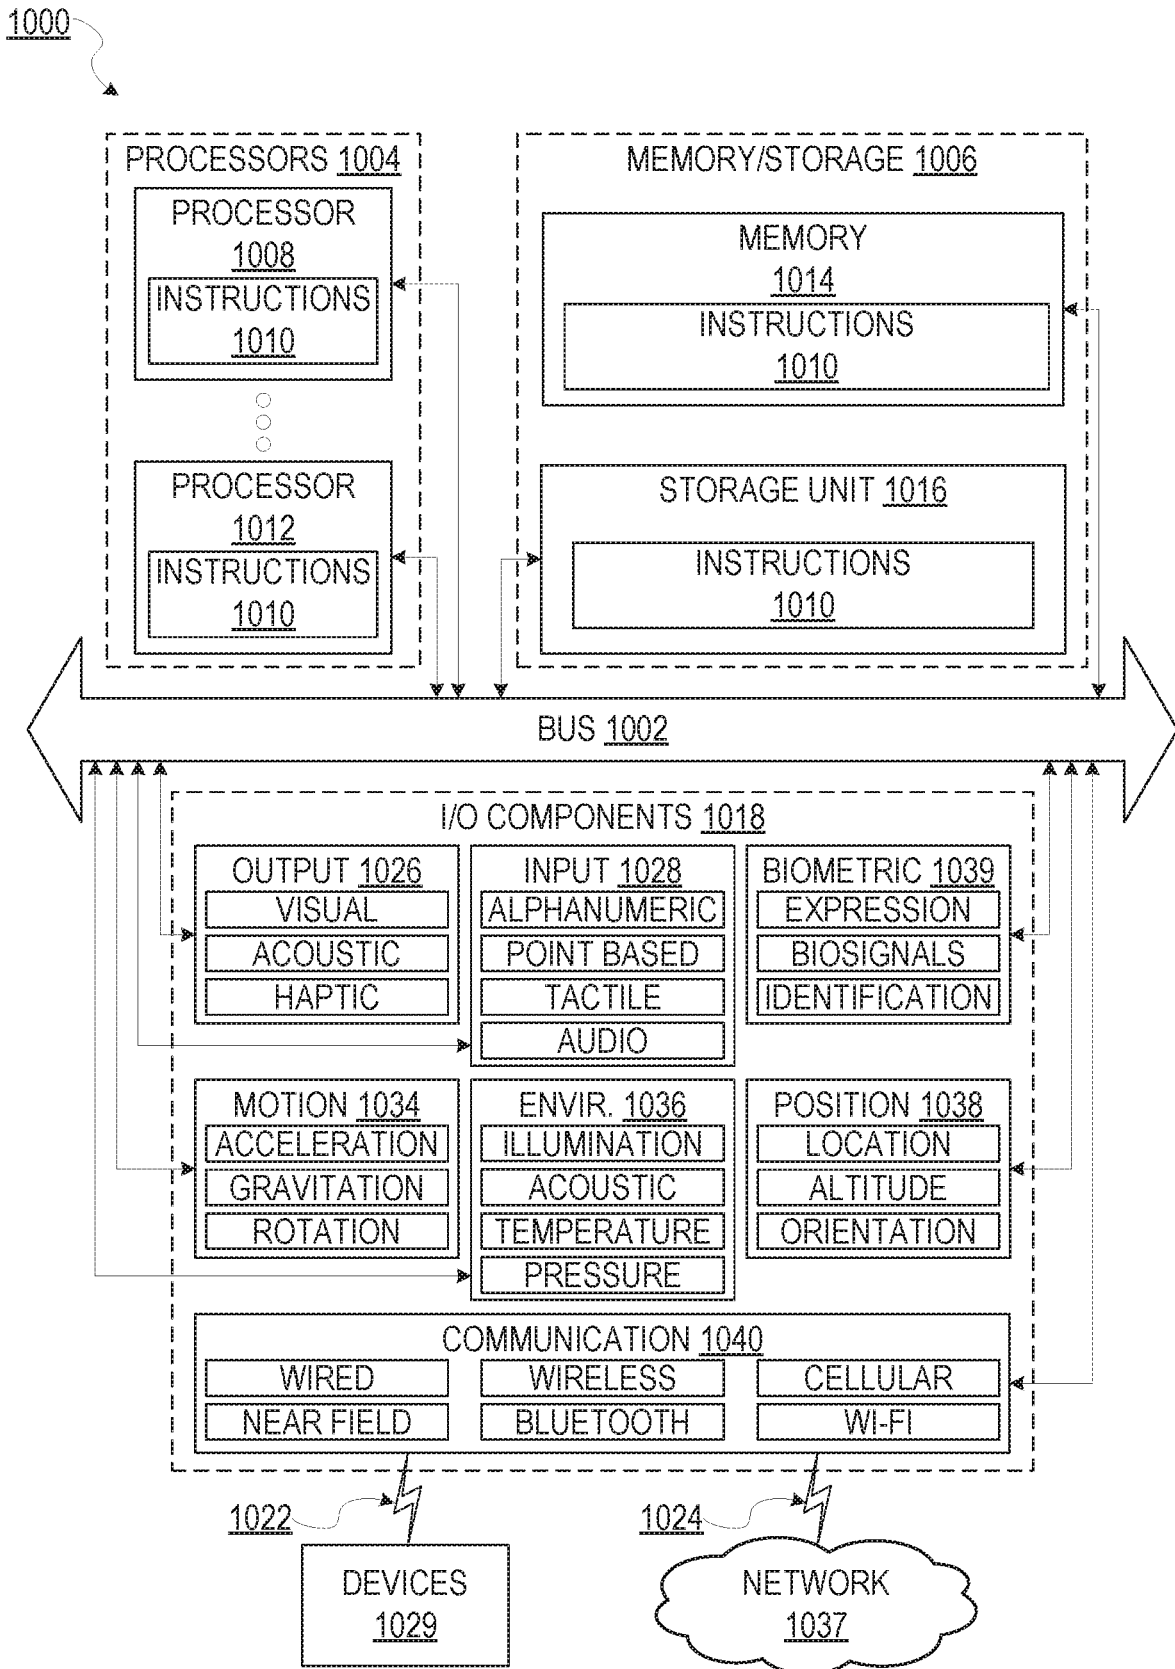 1000
PROCESSORS 1004
PROCESSOR
1008
INSTRUCTIONS
1010
PROCESSOR
1012
INSTRUCTIONS
1010
MEMORY/STORAGE 1006
MEMORY
1014
INSTRUCTIONS
1010
STORAGE UNIT 1016
INSTRUCTIONS
1010
BUS 1002
I/O COMPONENTS 1018
OUTPUT 1026
VISUAL
ACOUSTIC
HAPTIC
INPUT 1028
ALPHANUMERIC
POINT BASED
TACTILE
AUDIO
BIOMETRIC 1039
EXPRESSION
BIOSIGNALS
IDENTIFICATION
MOTION 1034
ACCELERATION
GRAVITATION
ROTATION
ENVIR. 1036
ILLUMINATION
ACOUSTIC
TEMPERATURE
PRESSURE
POSITION 1038
LOCATION
ALTITUDE
ORIENTATION
COMMUNICATION 1040
WIRED
WIRELESS
CELLULAR
NEAR FIELD
BLUETOOTH
WI-FI
1022
1024
DEVICES
1029
NETWORK
1037